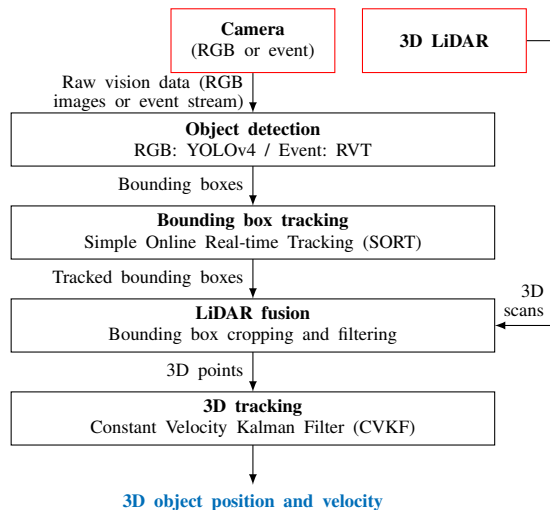 Camera
(RGB or event)
3D LiDAR
Raw vision data (RGB
images or event stream)
Object detection
RGB: YOLOv4 / Event: RVT
Bounding boxes
Bounding box tracking
Simple Online Real-time Tracking (SORT)
Tracked bounding boxes
3D
scans
LiDAR fusion
Bounding box cropping and filtering
3D points
3D tracking
Constant Velocity Kalman Filter (CVKF)
3D object position and velocity